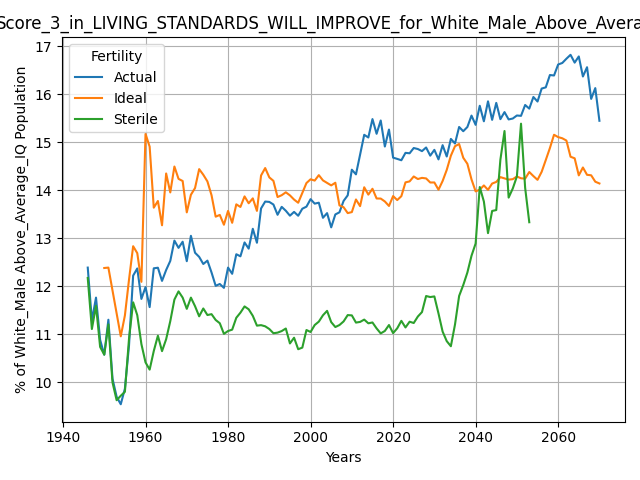 Score_3_in_LIVING_STANDARDS_WILL_IMPROVE_for_White_Male_Above_Avera
17
16
15
14
13
12
11
10
% of White_Male Above_Average_IQ Population
Fertility
Actual
Ideal
Sterile
1940
1960
1980
2000
2020
2040
2060
Years